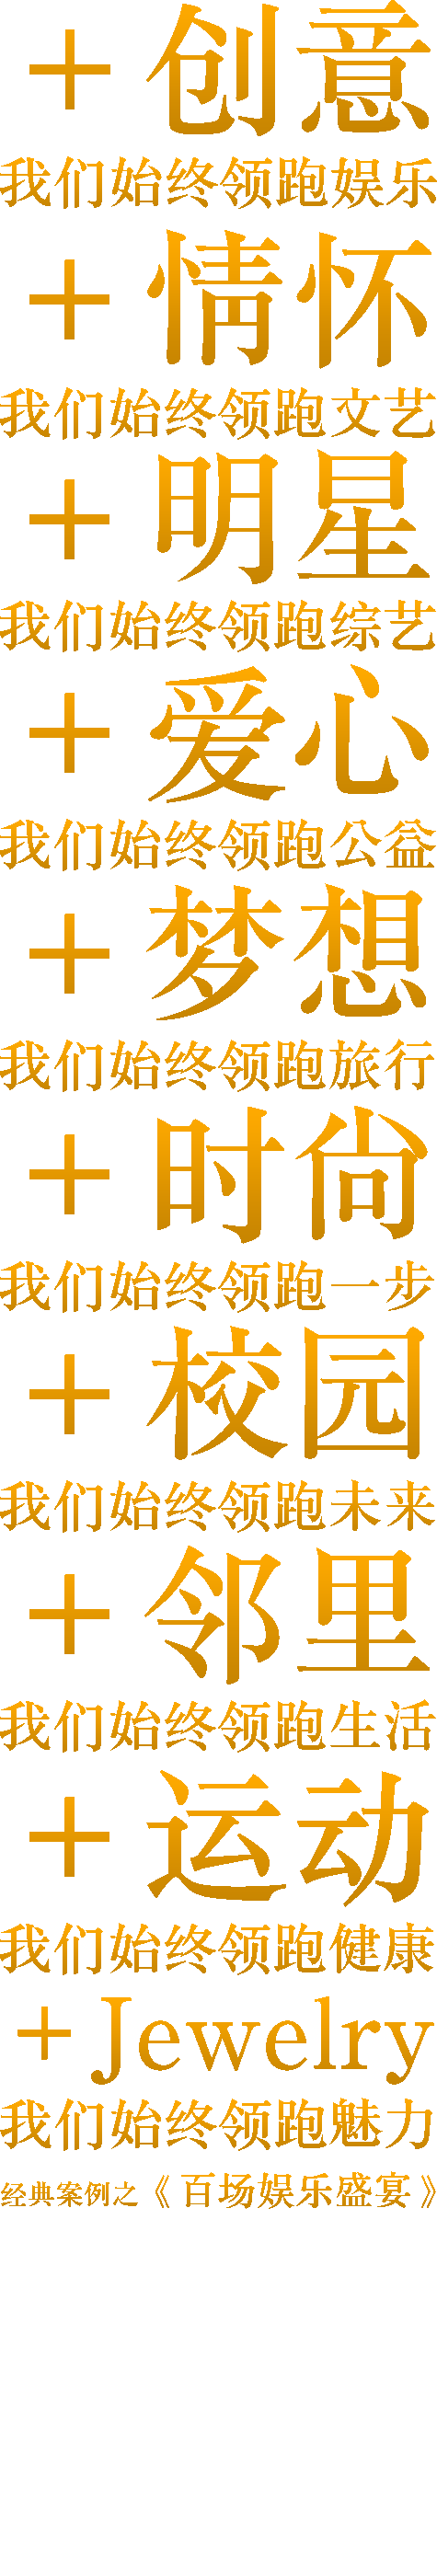 +创意
我们始终领跑娱乐
+情怀
我们始终领跑文艺
+明星
我们始终领跑综艺
+爱心
我们始终领跑公益
+梦想
我们始终领跑旅行
+时尚
我们始终领跑一步
+校园
我们始终领跑未来
+邻里
我们始终领跑生活
+运动
我们始终领跑健康
+Jewelry
我们始终领跑魅力
经典案例之《百场娱乐盛宴》